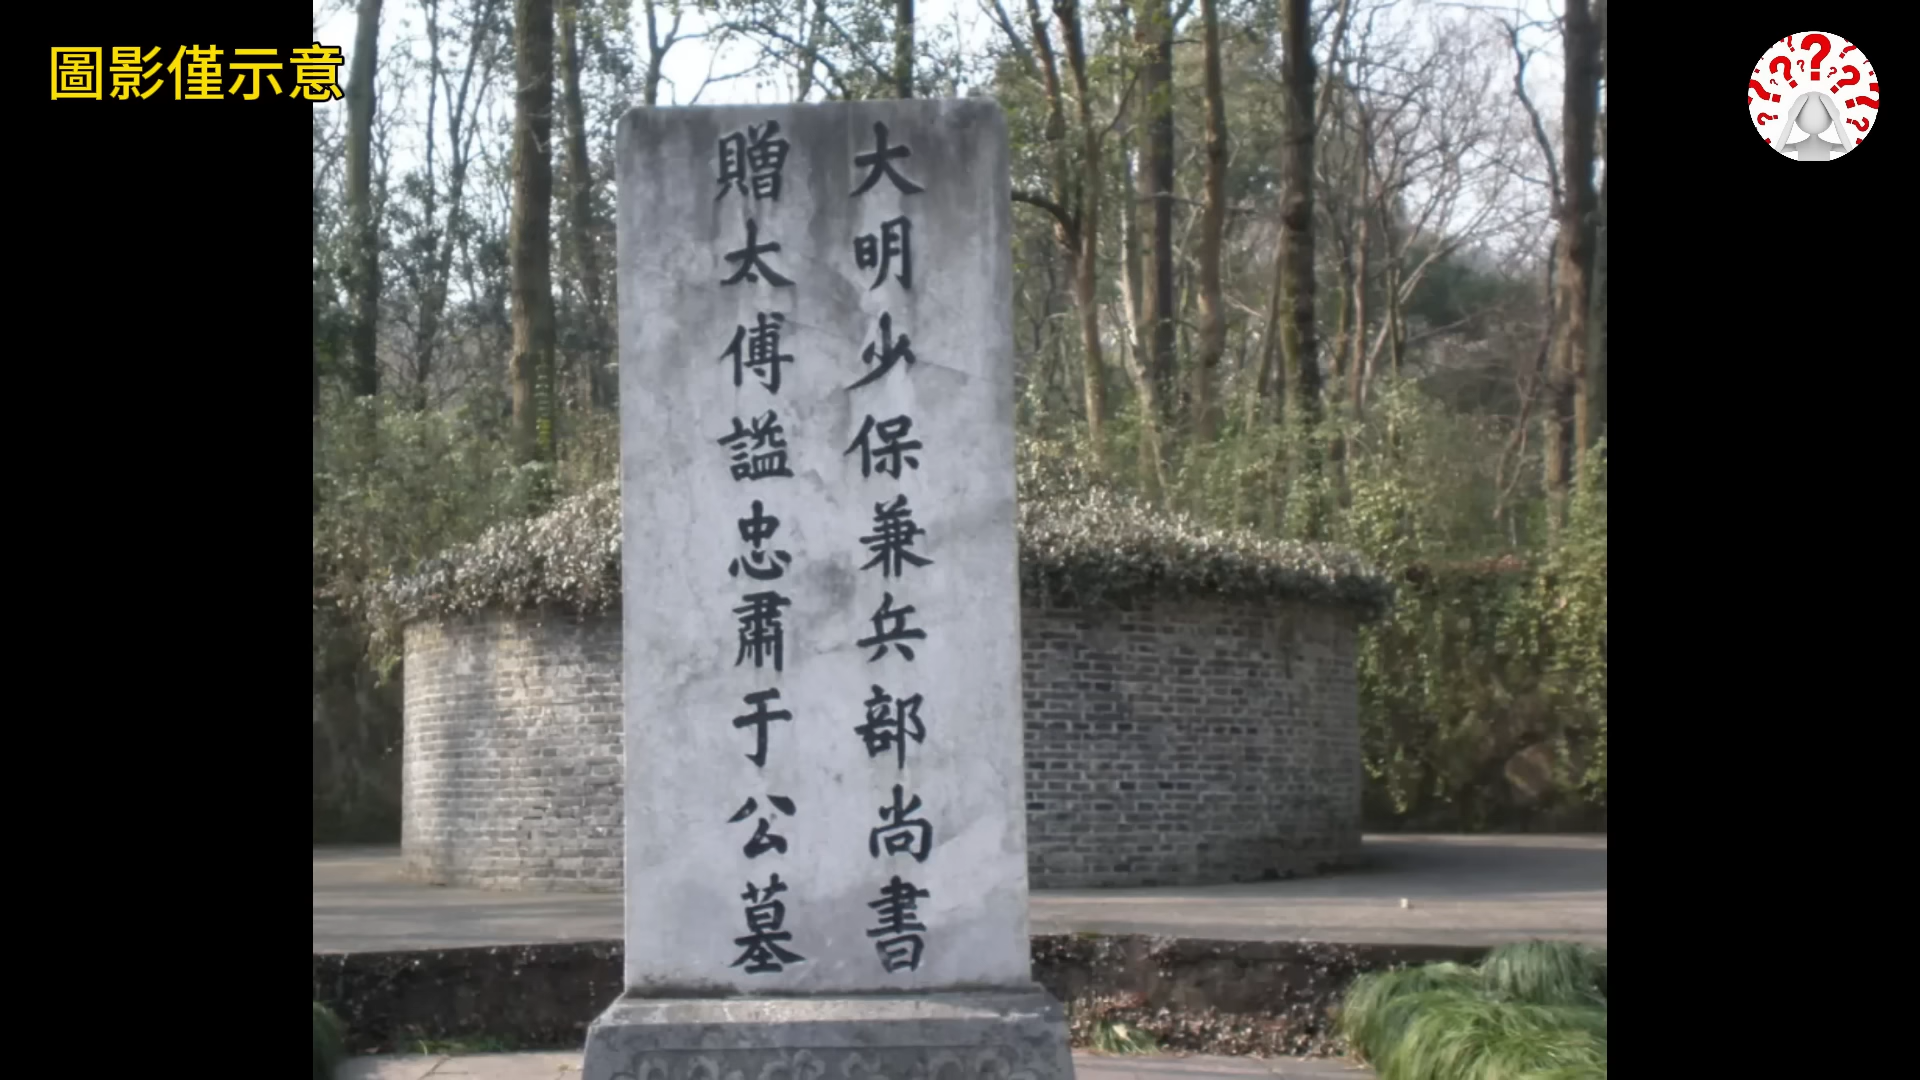 圖影僅示意
大明少保兼兵部尚書
贈太傅謚忠肅于公墓